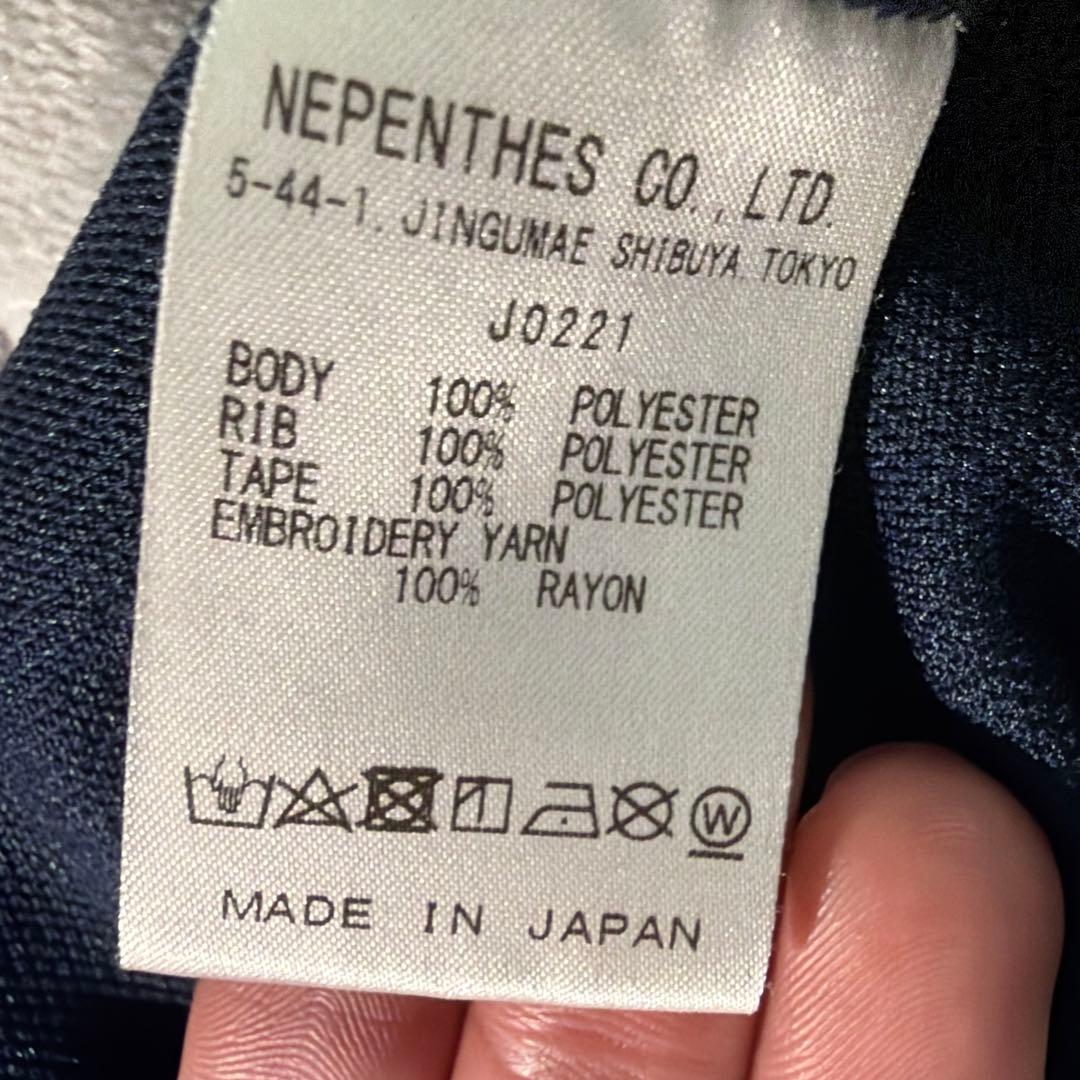 NEPENTHES CO., LTD.
5-44-1. JINGUMAE SHIBUYA. TOKYO
J0221
BODY 100% POLYESTER
RIB 100% POLYESTER
TAPE 100% POLYESTER
EMBROIDERY YARN
100% RAYON
W
MADE IN JAPAN